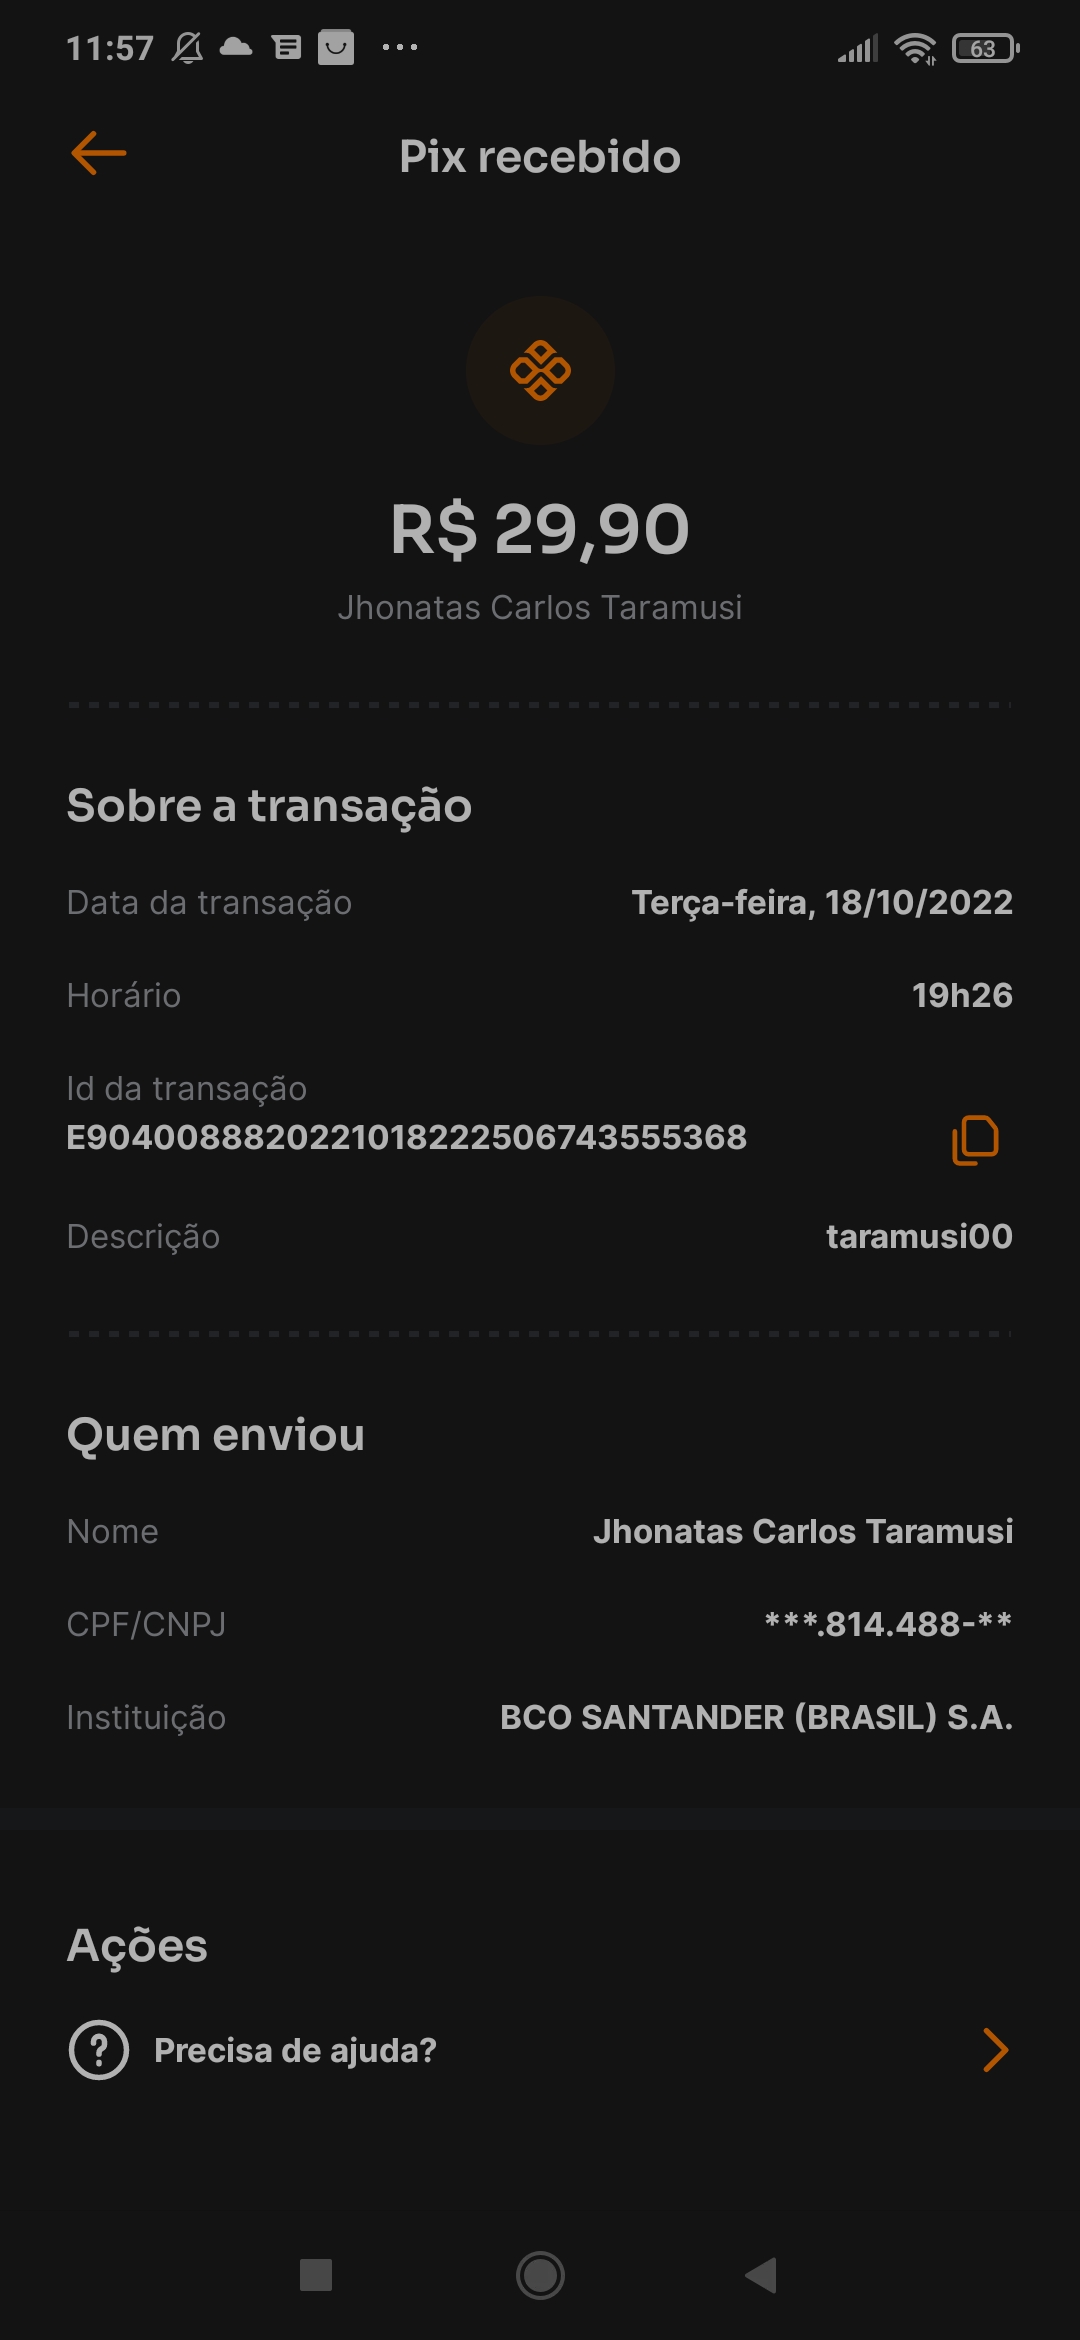 11:57
63
Pix recebido
R$ 29,90
Jhonatas Carlos Taramusi
Sobre a transação
Data da transação Terça-feira, 18/10/2022
Horário 19h26
Id da transação
E9040088820221018222506743555368
Descrição taramusi00
Quem enviou
Nome Jhonatas Carlos Taramusi
CPF/CNPJ ***.814.488-**
Instituição BCO SANTANDER (BRASIL) S.A.
Ações
Precisa de ajuda?